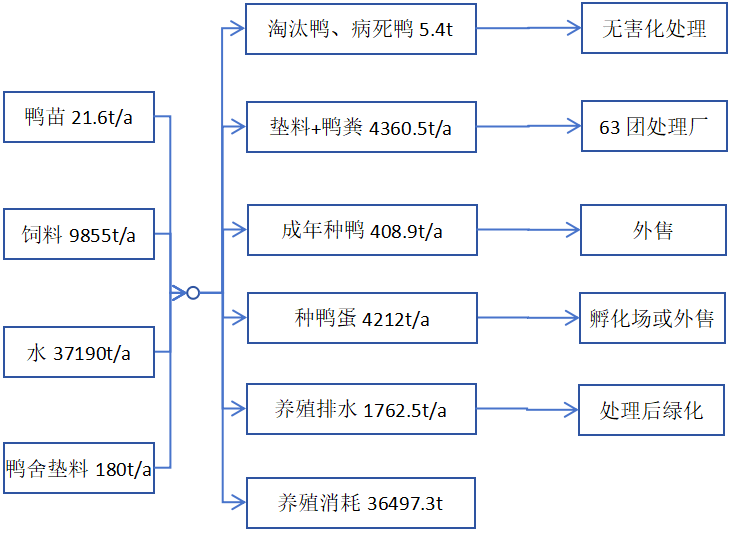 鸭苗 21.6t/a
饲料 9855t/a
水 37190t/a
鸭舍垫料 180t/a
淘汰鸭、病死鸭 5.4t
无害化处理
垫料+鸭粪 4360.5t/a
63 团处理厂
成年种鸭 408.9t/a
外售
种鸭蛋 4212t/a
孵化场或外售
养殖排水 1762.5t/a
处理后绿化
养殖消耗 36497.3t